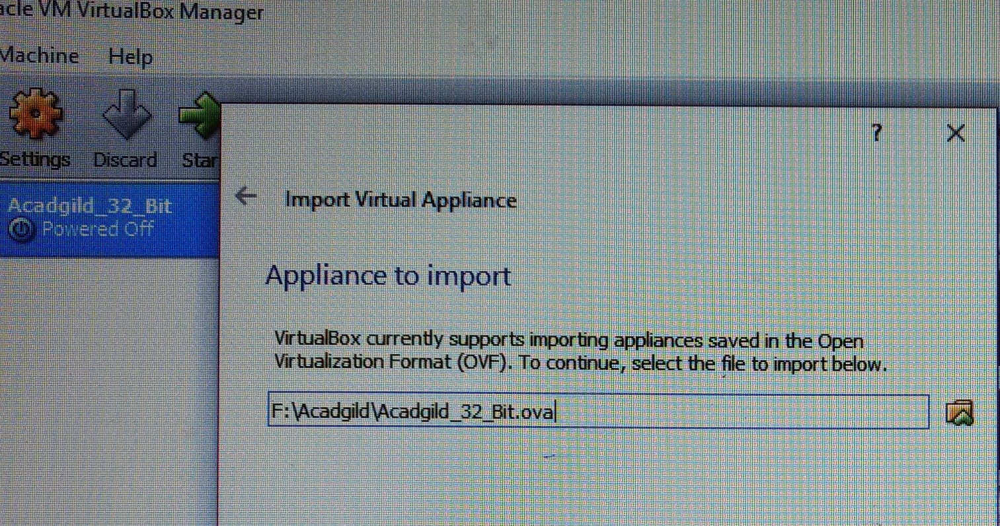 acle VM VirtualBox Manager
Machine Help
Settings Discard Star
?
Acadgild_32_Bit
Powered Off
Import Virtual Appliance
Appliance to import
VirtualBox currently supports importing appliances saved in the Open
Virtualization Format (OVF). To continue, select the file to import below.
F:\Acadgild\Acadgild_32_Bit.ova